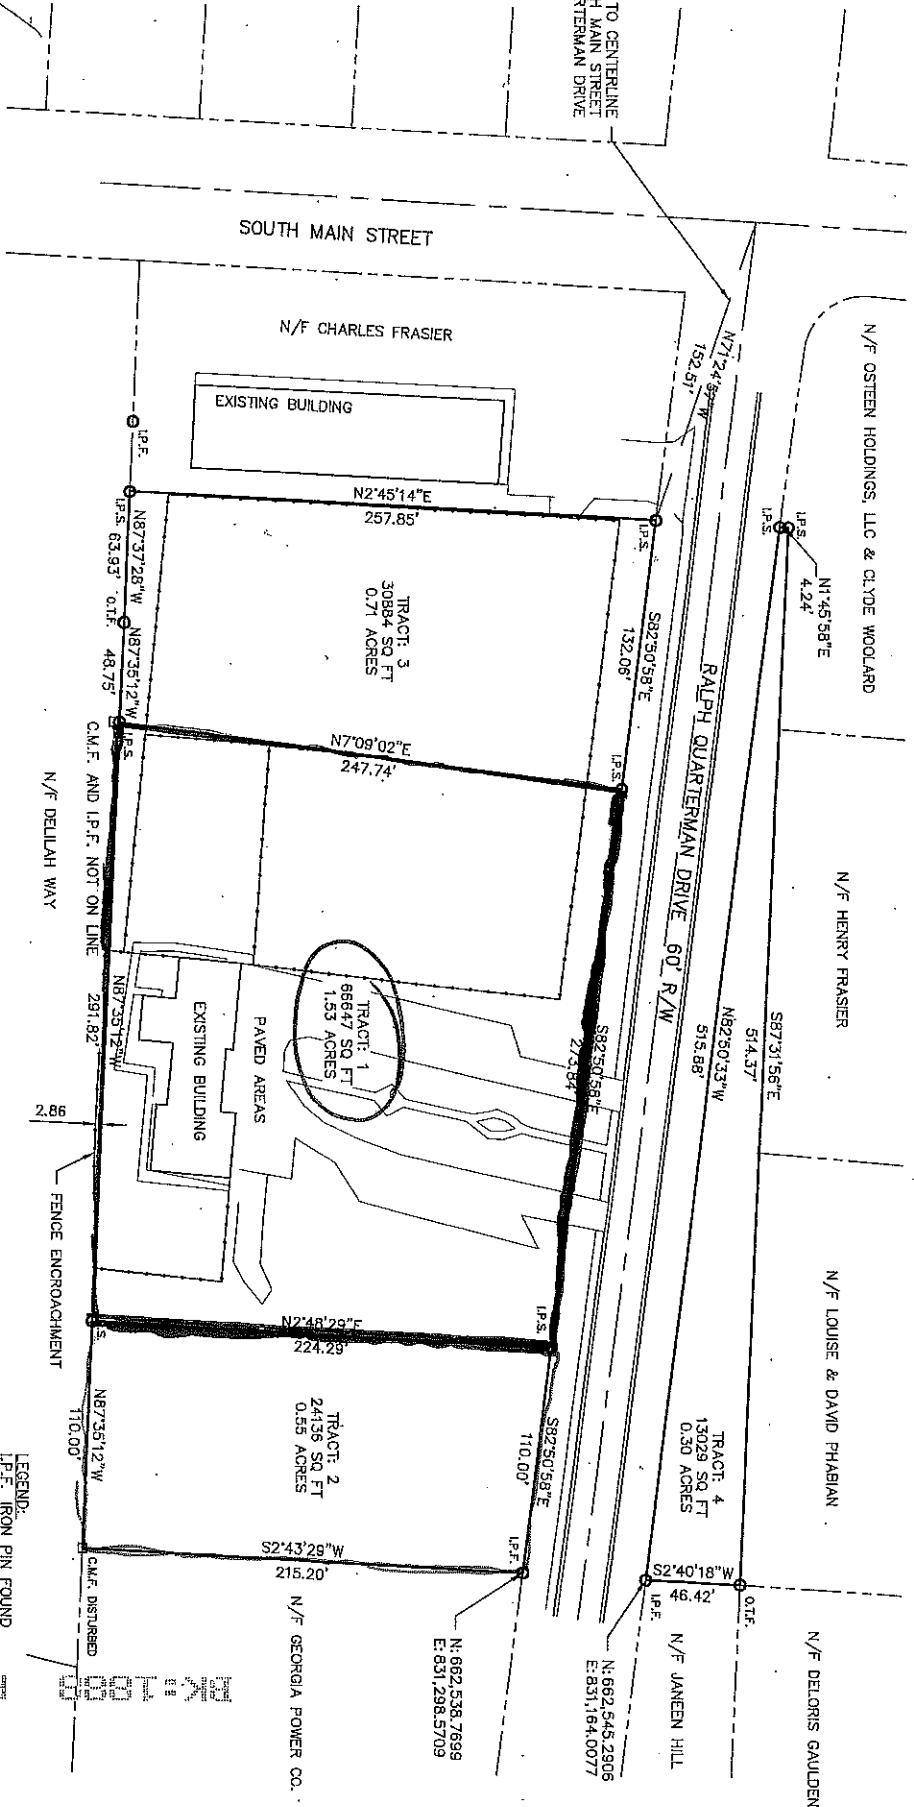 TO CENTERLINE
H MAIN STREET
RTERMAN DRIVE
SOUTH MAIN STREET
N/F CHARLES FRASIER
EXISTING BUILDING
N/F OSTEEN HOLDINGS, LLC & CLYDE WOOLARD
152.51'
I.P.S.
I.P.S.
N1°45'58"E
4.24'
I.P.F.
N2°45'14"E
257.85'
I.P.S.
I.P.S.
N87°37'28"W
63.93'
O.T.F.
N87°35'12"W
48.75'
I.P.S.
TRACT: 3
30884 SQ FT
0.71 ACRES
S82°50'58"E
132.06'
I.P.S.
RALPH QUARTERMAN DRIVE 60' R/W
N7°09'02"E
247.74'
C.M.F. AND I.P.F. NOT ON LINE
N/F DELILAH WAY
N/F HENRY FRASIER
S87°31'56"E
514.37'
N82°50'33"W
515.88'
TRACT: 1
66647 SQ FT
1.53 ACRES
S82°50'58"E
273.84'
PAVED AREAS
EXISTING BUILDING
N87°35'12"W
291.82'
2.86
FENCE ENCROACHMENT
N/F LOUISE & DAVID PHABIAN
TRACT: 4
13029 SQ FT
0.30 ACRES
I.P.S.
N2°48'29"E
224.29'
TRACT: 2
24136 SQ FT
0.55 ACRES
S82°50'58"E
110.00'
N87°35'12"W
110.00'
I.P.F.
S2°43'29"W
215.20'
C.M.F. DISTURBED
S2°40'18"W
46.42'
O.T.F.
I.P.F.
N/F DELORIS GAULDEN
N/F JANEEN HILL
N: 662,545.2906
E: 831,164.0077
N: 662,538.7699
E: 831,298.5709
N/F GEORGIA POWER CO.
LEGEND:
I.P.F. IRON PIN FOUND